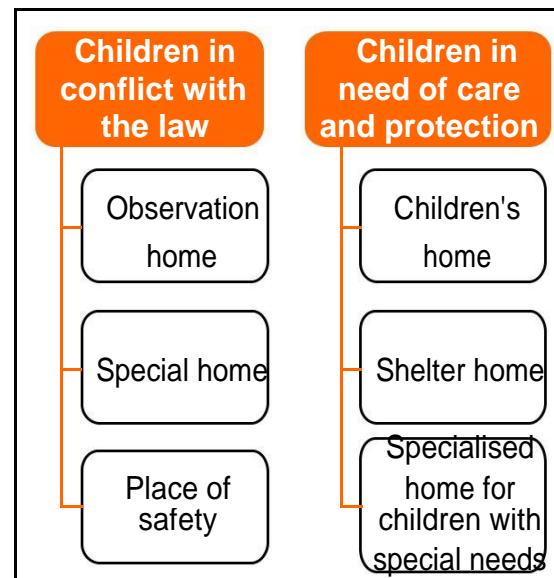 Children in
conflict with
the law
Observation
home
Special home
Place of
safety
Children in
need of care
and protection
Children's
home
Shelter home
Specialised
home for
children with
special needs